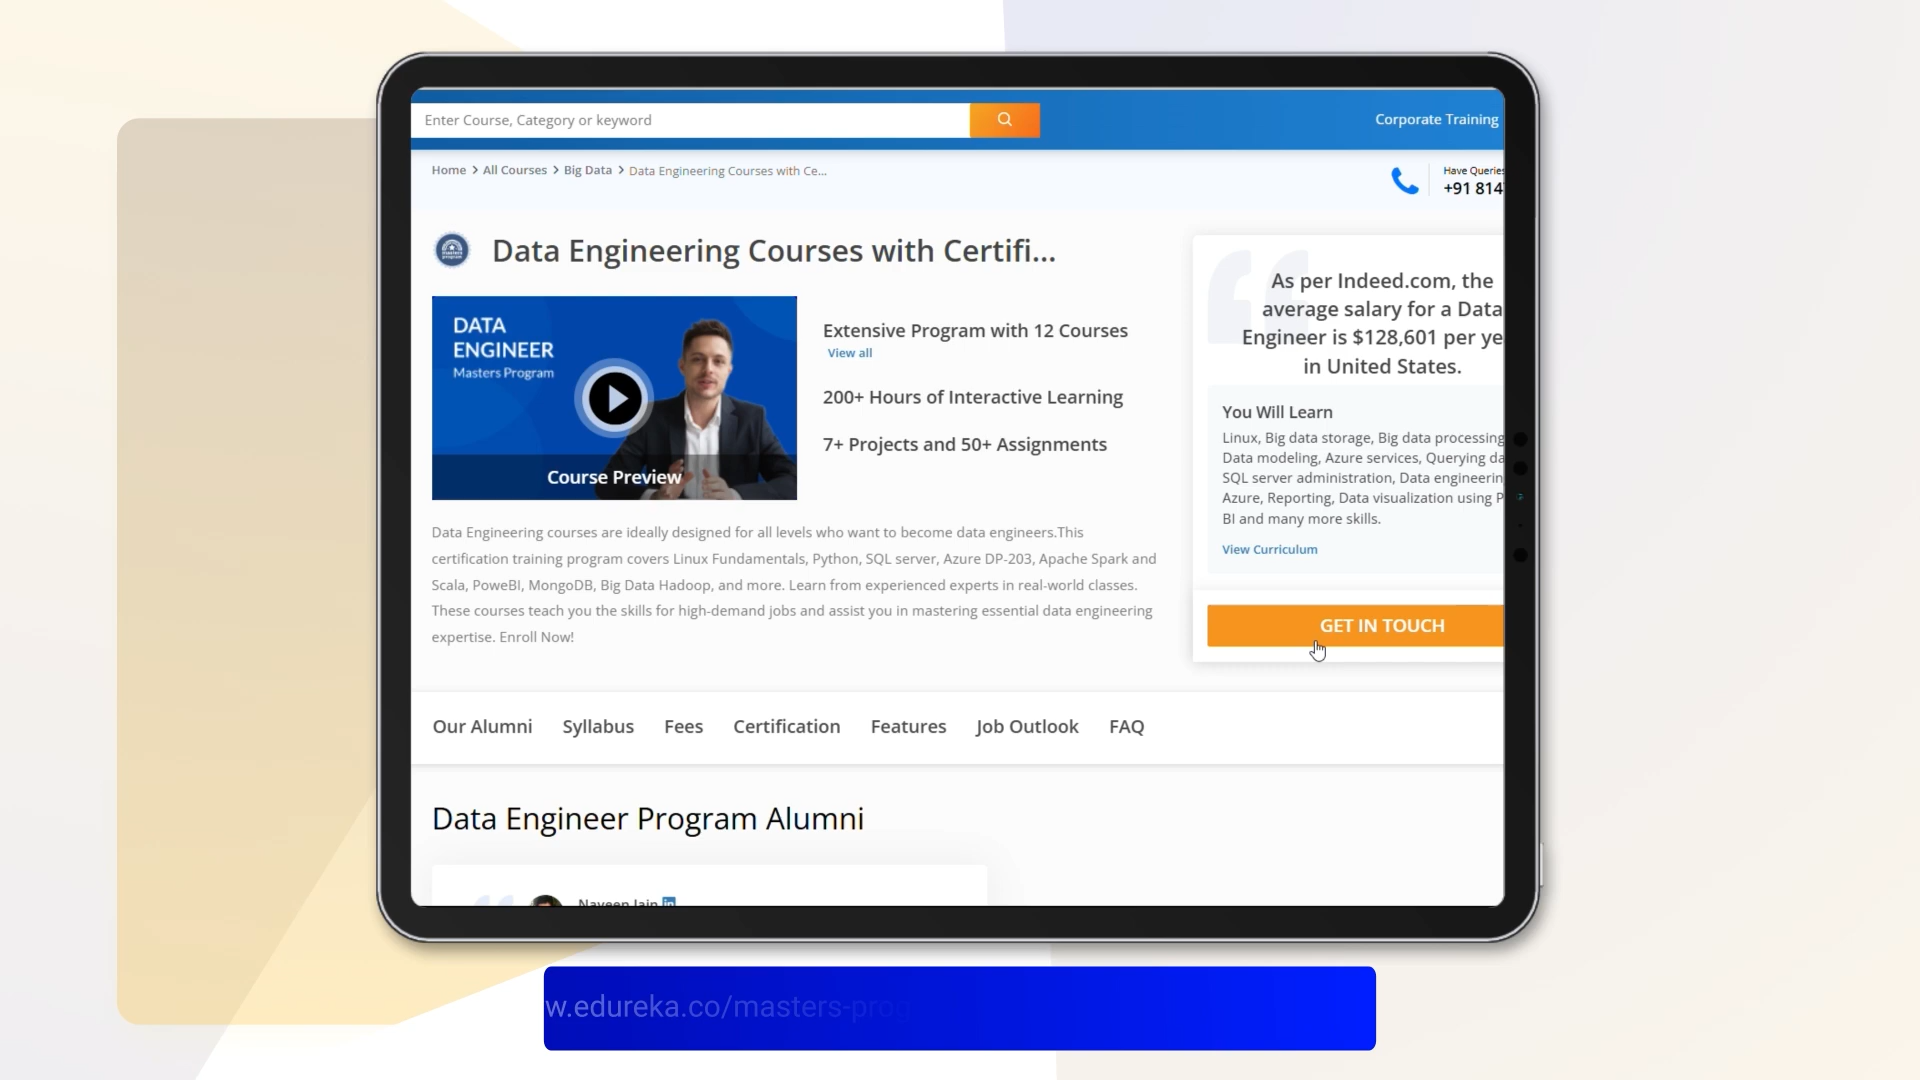 Enter Course, Category or keyword
Corporate Training
Home > All Courses > Big Data > Data Engineering Courses with Ce...
Have Queries
+91 814
Data Engineering Courses with Certifi...
DATA
ENGINEER
Masters Program
Course Preview
Extensive Program with 12 Courses
View all
200+ Hours of Interactive Learning
7+ Projects and 50+ Assignments
As per Indeed.com, the
average salary for a Data
Engineer is $128,601 per ye
in United States.
You Will Learn
Linux, Big data storage, Big data processing
Data modeling, Azure services, Querying da
SQL server administration, Data engineerin
Azure, Reporting, Data visualization using P
BI and many more skills.
View Curriculum
GET IN TOUCH
Data Engineering courses are ideally designed for all levels who want to become data engineers.This
certification training program covers Linux Fundamentals, Python, SQL server, Azure DP-203, Apache Spark and
Scala, PoweBI, MongoDB, Big Data Hadoop, and more. Learn from experienced experts in real-world classes.
These courses teach you the skills for high-demand jobs and assist you in mastering essential data engineering
expertise. Enroll Now!
Our Alumni Syllabus Fees Certification Features Job Outlook FAQ
Data Engineer Program Alumni
Naveen Jain in
w.edureka.co/masters-prog